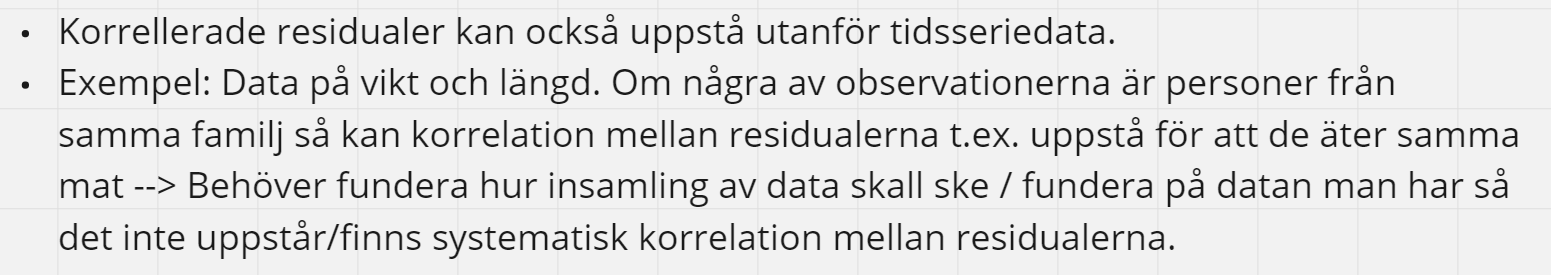 • Korrellerade residualer kan också uppstå utanför tidsseriedata.
• Exempel: Data på vikt och längd. Om några av observationerna är personer från
samma familj så kan korrelation mellan residualerna t.ex. uppstå för att de äter samma
mat --> Behöver fundera hur insamling av data skall ske / fundera på datan man har så
det inte uppstår/finns systematisk korrelation mellan residualerna.